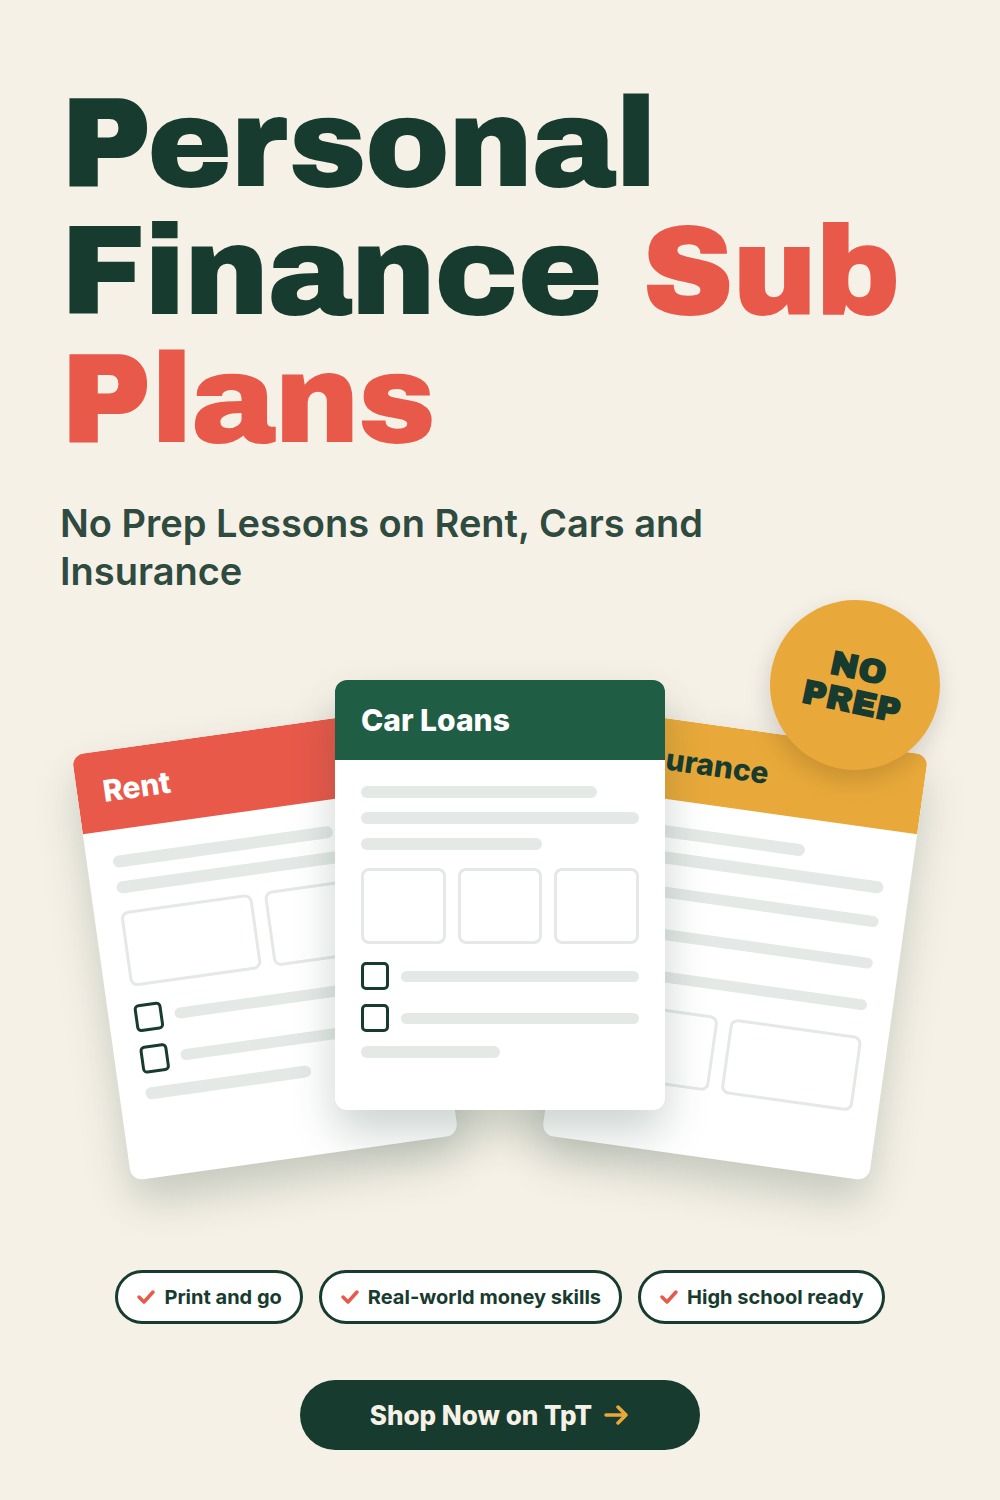 Personal
Finance Sub
Plans
No Prep Lessons on Rent, Cars and
Insurance
NO
PREP
Rent
Car Loans
urance
Print and go
Real-world money skills
High school ready
Shop Now on TpT →